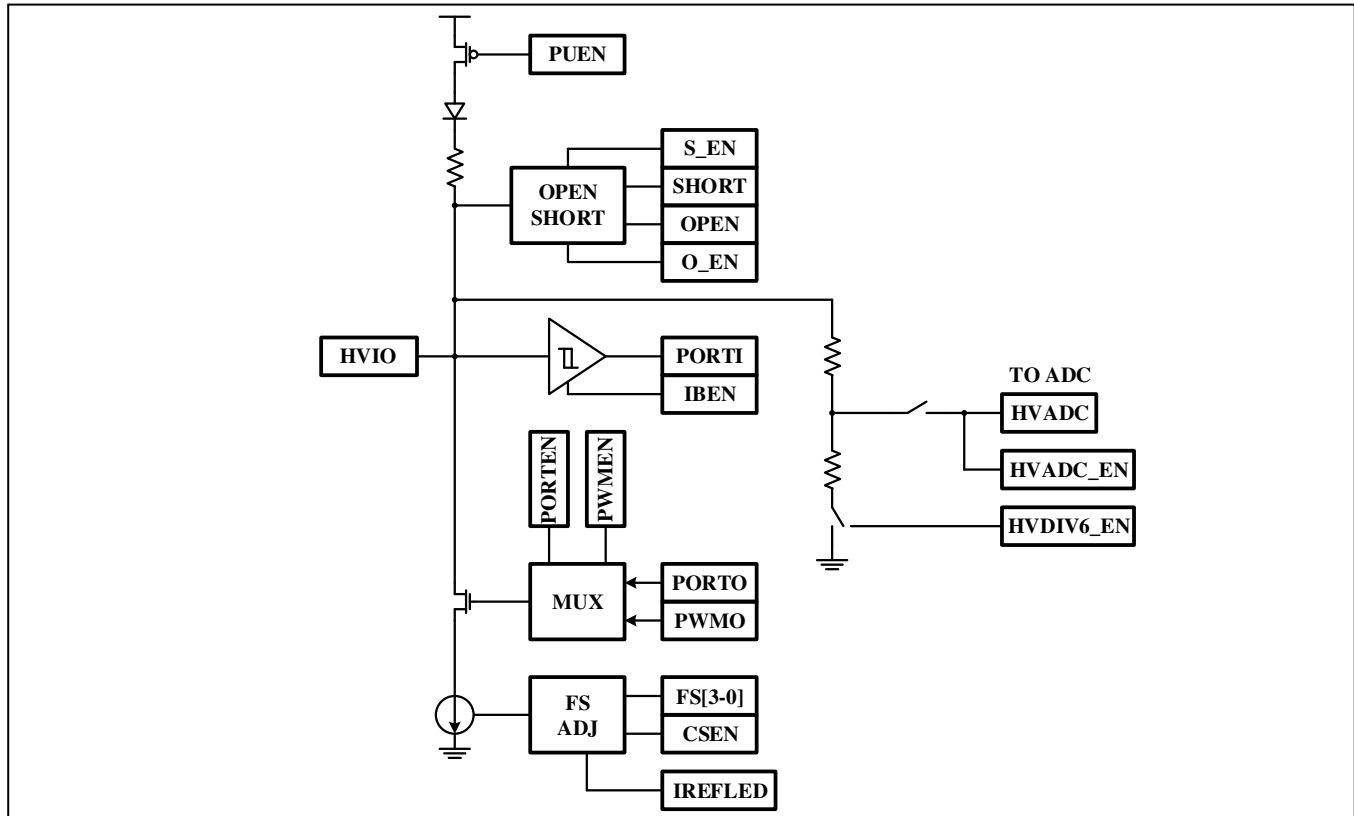 PUEN
S_EN
SHORT
OPEN
SHORT
OPEN
O_EN
HVIO
PORTI
IBEN
TO ADC
HVADC
HVADC_EN
HVDIV6_EN
PORTEN
PWMEN
MUX
PORTO
PWMO
FS
ADJ
FS[3-0]
CSEN
IREFLED